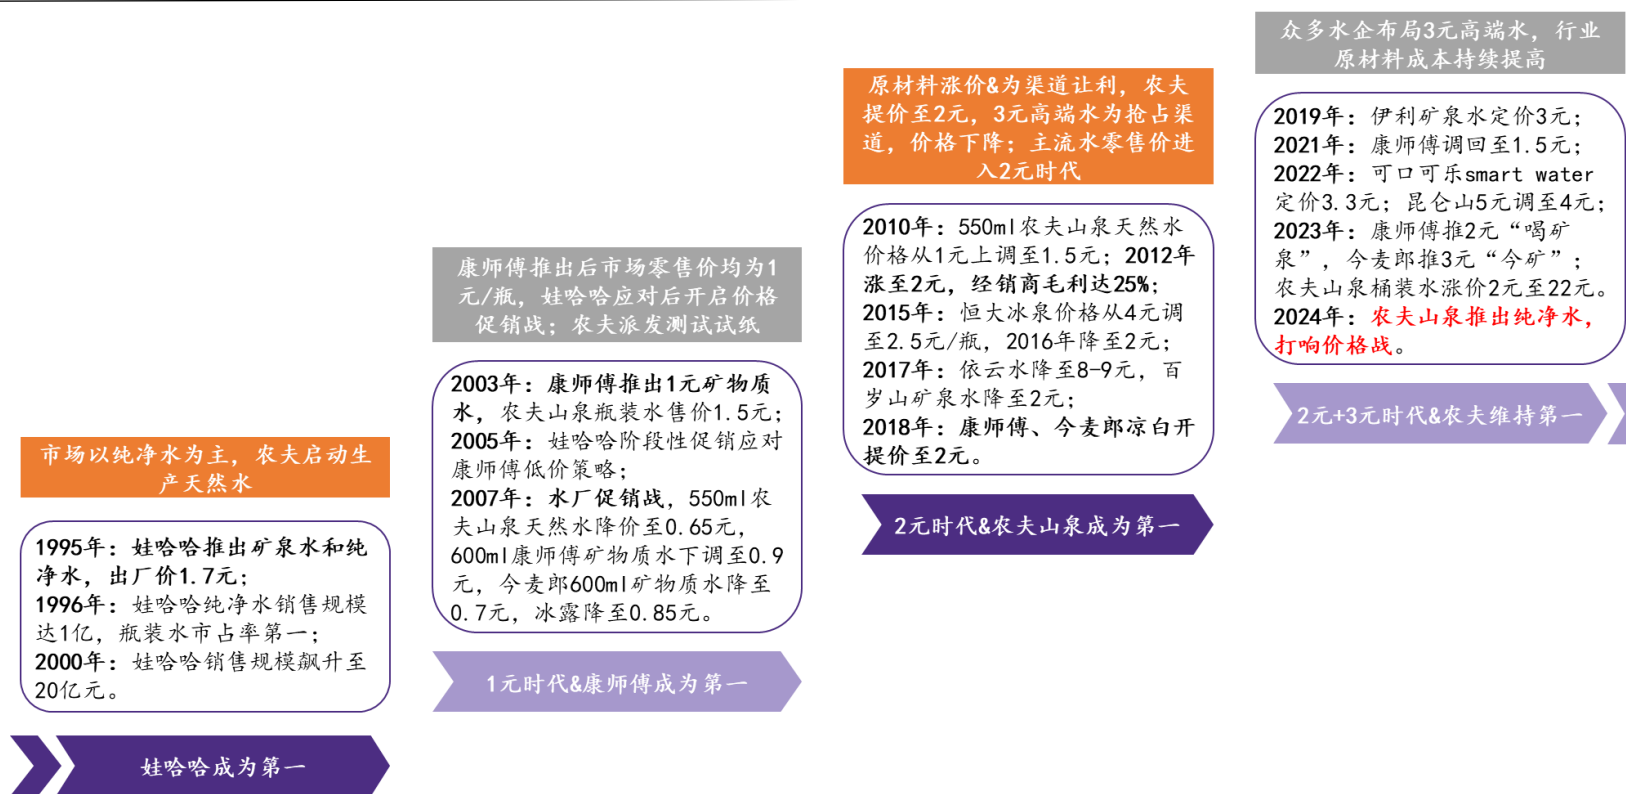 市场以纯净水为主，农夫启动生
产天然水
1995年：娃哈哈推出矿泉水和纯
净水，出厂价1.7元；
1996年：娃哈哈纯净水销售规模
达1亿，瓶装水市占率第一；
2000年：娃哈哈销售规模飙升至
20亿元。
娃哈哈成为第一
康师傅推出后市场零售价均为1
元/瓶，娃哈哈应对后开启价格
促销战；农夫派发测试试纸
2003年：康师傅推出1元矿物质
水，农夫山泉瓶装水售价1.5元；
2005年：娃哈哈阶段性促销应对
康师傅低价策略；
2007年：水厂促销战，550ml农
夫山泉天然水降价至0.65元，
600ml康师傅矿物质水下调至0.9
元，今麦郎600ml矿物质水降至
0.7元，冰露降至0.85元。
1元时代&康师傅成为第一
原材料涨价&为渠道让利，农夫
提价至2元，3元高端水为抢占渠
道，价格下降；主流水零售价进
入2元时代
2010年：550ml农夫山泉天然水
价格从1元上调至1.5元；2012年
涨至2元，经销商毛利达25%；
2015年：恒大冰泉价格从4元调
至2.5元/瓶，2016年降至2元；
2017年：依云水降至8-9元，百
岁山矿泉水降至2元；
2018年：康师傅、今麦郎凉白开
提价至2元。
2元时代&农夫山泉成为第一
众多水企布局3元高端水，行业
原材料成本持续提高
2019年：伊利矿泉水定价3元；
2021年：康师傅调回至1.5元；
2022年：可口可乐smart water
定价3.3元；昆仑山5元调至4元；
2023年：康师傅推2元“喝矿
泉”，今麦郎推3元“今矿”；
农夫山泉桶装水涨价2元至22元。
2024年：农夫山泉推出纯净水，
打响价格战。
2元+3元时代&农夫维持第一